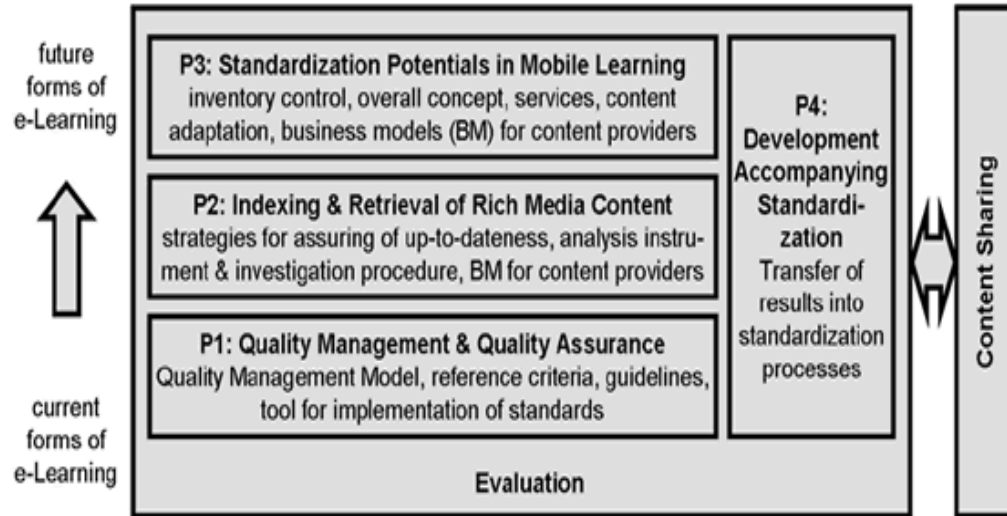 future
forms of
e-Learning
P3: Standardization Potentials in Mobile Learning
inventory control, overall concept, services, content
adaptation, business models (BM) for content providers
P2: Indexing & Retrieval of Rich Media Content
strategies for assuring of up-to-dateness, analysis instru-
ment & investigation procedure, BM for content providers
P1: Quality Management & Quality Assurance
Quality Management Model, reference criteria, guidelines,
tool for implementation of standards
current
forms of
e-Learning
P4:
Development
Accompanying
Standardi-
zation
Transfer of
results into
standardization
processes
Evaluation
Content Sharing